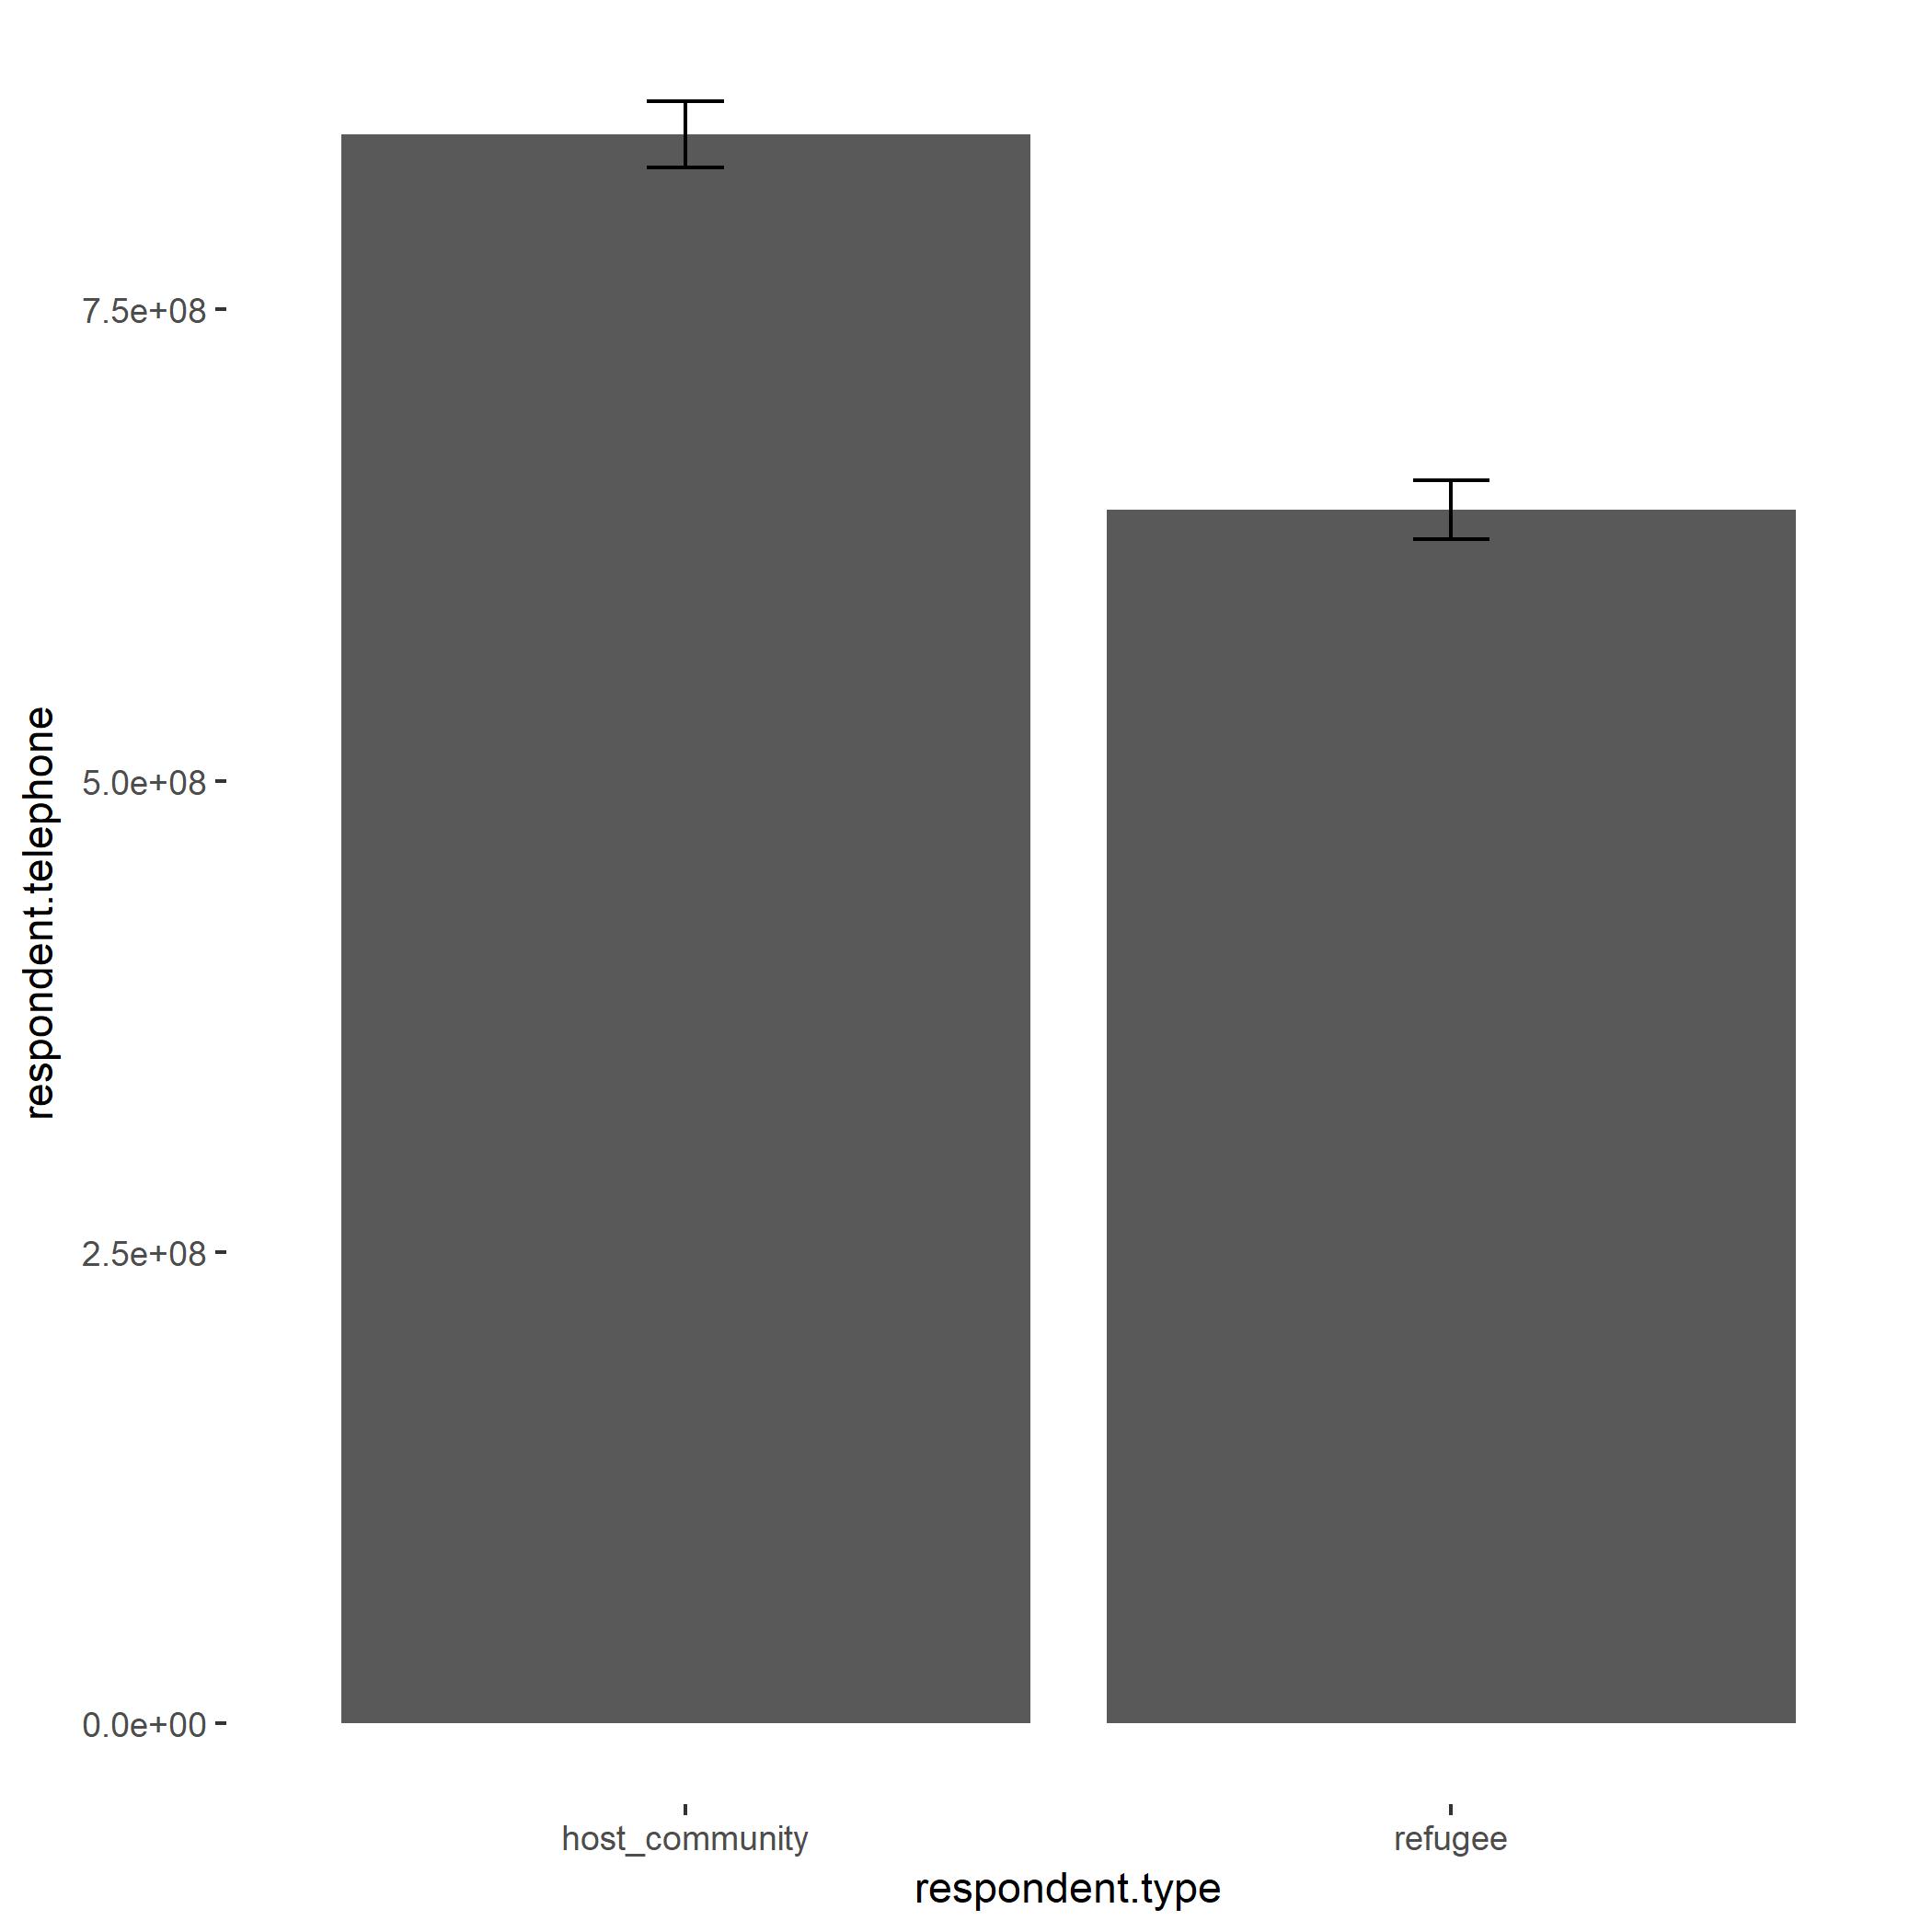 respondent.telephone
7.5e+08
5.0e+08
2.5e+08
0.0e+00
host_community
refugee
respondent.type